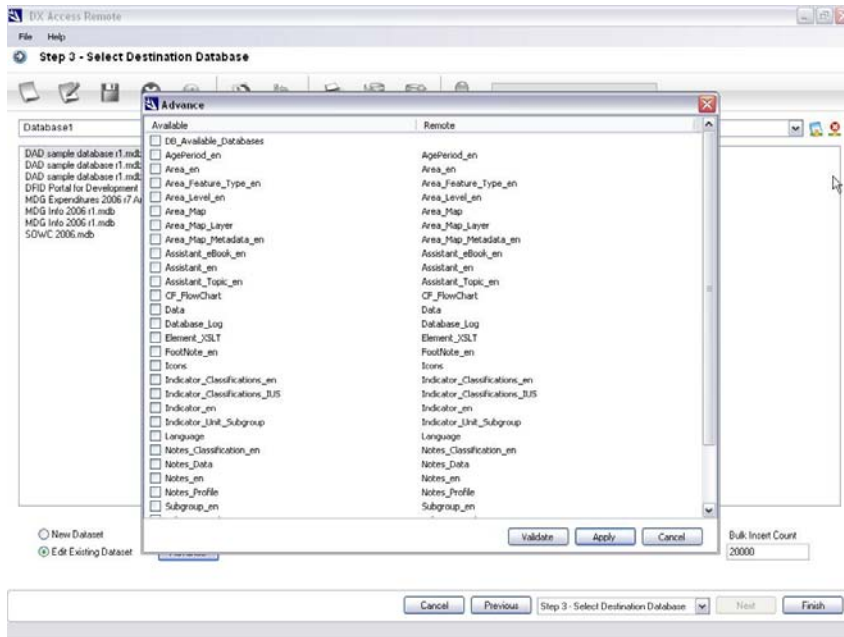 DX Access Remote
File Help
Step 3 - Select Destination Database
Advance
Database1
Available Remote
DB_Available_Databases
AgePeriod_en AgePeriod_en
Area_en Area_en
Area_Feature_Type_en Area_Feature_Type_en
Area_Level_en Area_Level_en
Area_Map Area_Map
Area_Map_Layer Area_Map_Layer
Area_Map_Metadata_en Area_Map_Metadata_en
Assistant_eBook_en Assistant_eBook_en
Assistant_en Assistant_en
Assistant_Topic_en Assistant_Topic_en
CF_FlowChart CF_FlowChart
Data Data
Database_Log Database_Log
Element_XSLT Element_XSLT
FootNote_en FootNote_en
Icons Icons
Indicator_Classifications_en Indicator_Classifications_en
Indicator_Classifications_IUS Indicator_Classifications_IUS
Indicator_en Indicator_en
Indicator_Unit_Subgroup Indicator_Unit_Subgroup
Language Language
Notes_Classification_en Notes_Classification_en
Notes_Data Notes_Data
Notes_en Notes_en
Notes_Profile Notes_Profile
Subgroup_en Subgroup_en
DAD sample database r1.mdb
DAD sample database r1.mdb
DAD sample database r1.mdb
DFID Portal for Development
MDG Expenditures 2006 r7
MDG Info 2006 r1.mdb
MDG Info 2006 r1.mdb
SOWC 2006.mdb
Validate Apply Cancel
New Dataset
Edit Existing Dataset
Bulk Insert Count
20000
Cancel Previous Step 3 - Select Destination Database Next Finish